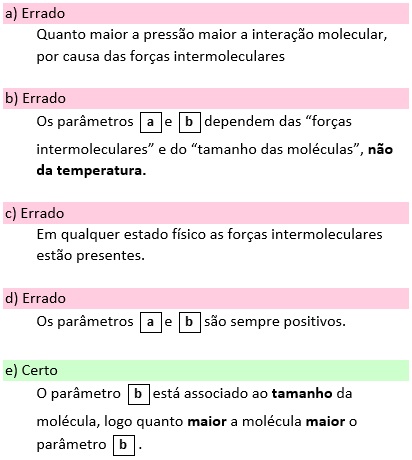 a) Errado
Quanto maior a pressão maior a interação molecular,
por causa das forças intermoleculares
b) Errado
Os parâmetros a e b dependem das “forças
intermoleculares” e do “tamanho das moléculas”, não
da temperatura.
c) Errado
Em qualquer estado físico as forças intermoleculares
estão presentes.
d) Errado
Os parâmetros a e b são sempre positivos.
e) Certo
O parâmetro b está associado ao tamanho da
molécula, logo quanto maior a molécula maior o
parâmetro b .